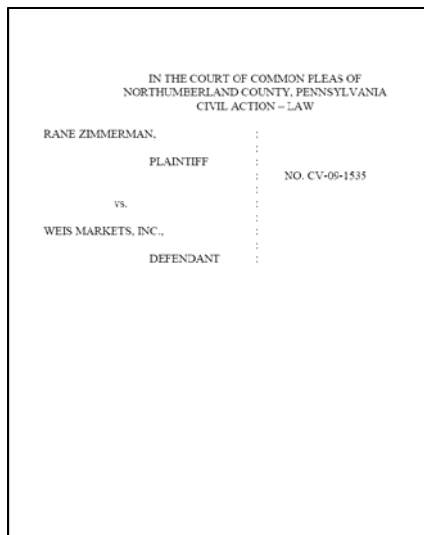 IN THE COURT OF COMMON PLEAS OF
NORTHUMBERLAND COUNTY, PENNSYLVANIA
CIVIL ACTION – LAW
RANE ZIMMERMAN, :
:
PLAINTIFF :
: NO. CV-09-1535
:
vs. :
:
WEIS MARKETS, INC., :
:
DEFENDANT :